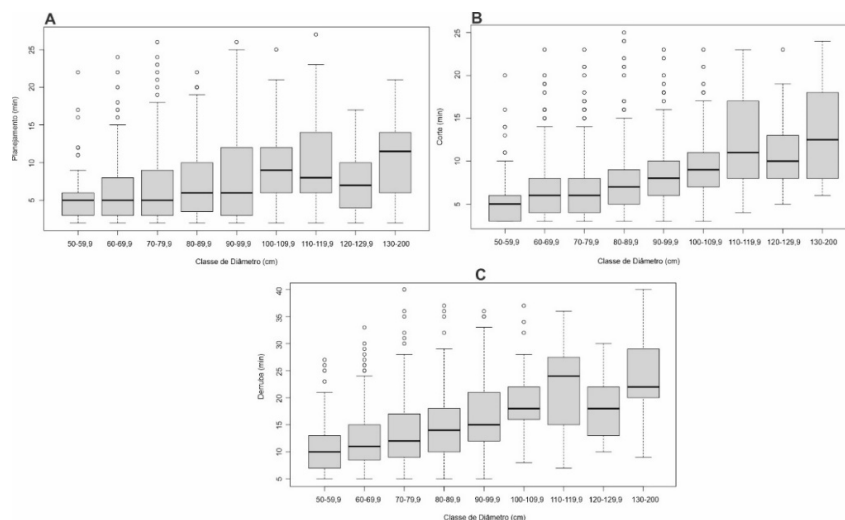 A
Planejamento (min)
25
20
15
10
5
50-59,9 60-69,9 70-79,9 80-89,9 90-99,9 100-109,9 110-119,9 120-129,9 130-200
Classe de Diâmetro (cm)
B
Corte (min)
25
20
15
10
5
50-59,9 60-69,9 70-79,9 80-89,9 90-99,9 100-109,9 110-119,9 120-129,9 130-200
Classe de Diâmetro (cm)
C
Derruba (min)
40
35
30
25
20
15
10
5
50-59,9 60-69,9 70-79,9 80-89,9 90-99,9 100-109,9 110-119,9 120-129,9 130-200
Classe de Diâmetro (cm)